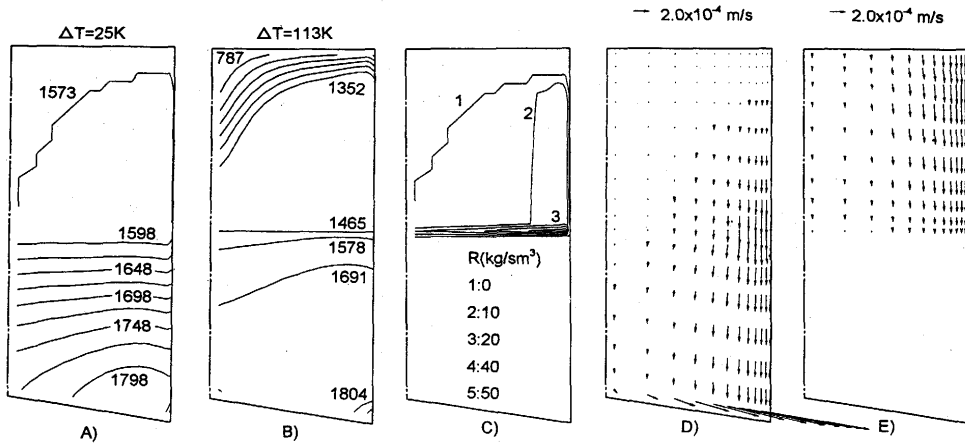 ΔT=25K
1573
1598
1648
1698
1748
1798
A)
ΔT=113K
787
1352
1465
1578
1691
1804
B)
1
2
3
R(kg/sm³)
1:0
2:10
3:20
4:40
5:50
C)
2.0x10⁻⁴ m/s
D)
2.0x10⁻⁴ m/s
E)